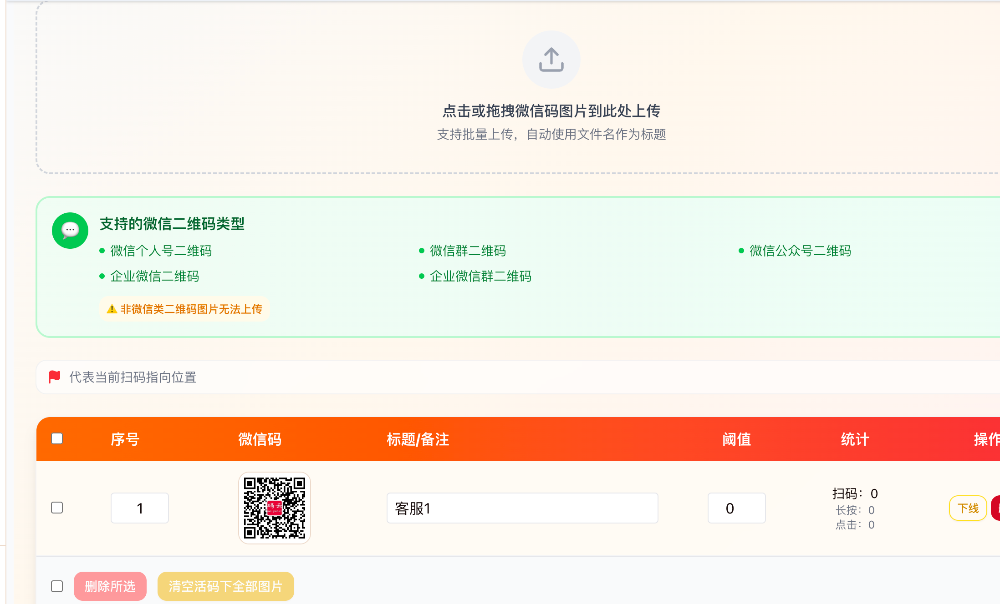 点击或拖拽微信码图片到此处上传
支持批量上传，自动使用文件名作为标题
支持的微信二维码类型
微信个人号二维码
微信群二维码
微信公众号二维码
企业微信二维码
企业微信群二维码
非微信类二维码图片无法上传
代表当前扫码指向位置
序号 微信码 标题/备注 阈值 统计 操作
1
码云
客服1
0
扫码：0
长按：0
点击：0
下线
删除所选
清空活码下全部图片